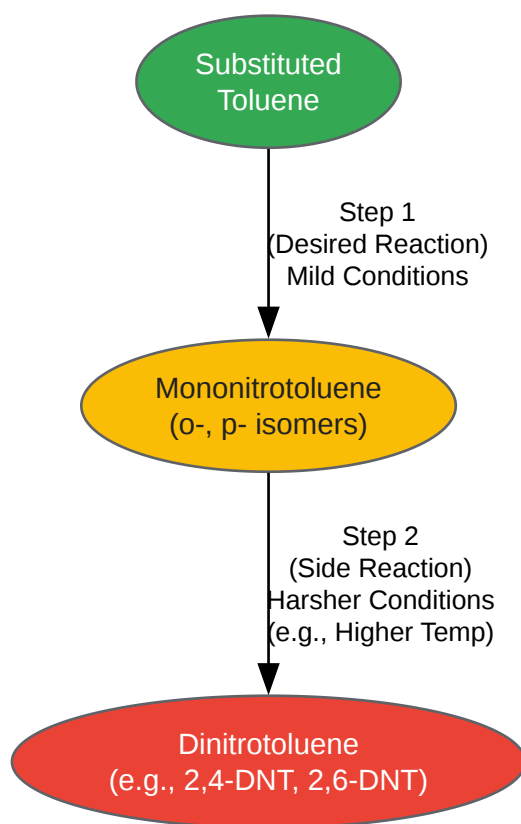 Substituted
Toluene
Step 1
(Desired Reaction)
Mild Conditions
Mononitrotoluene
(o-, p- isomers)
Step 2
(Side Reaction)
Harsher Conditions
(e.g., Higher Temp)
Dinitrotoluene
(e.g., 2,4-DNT, 2,6-DNT)